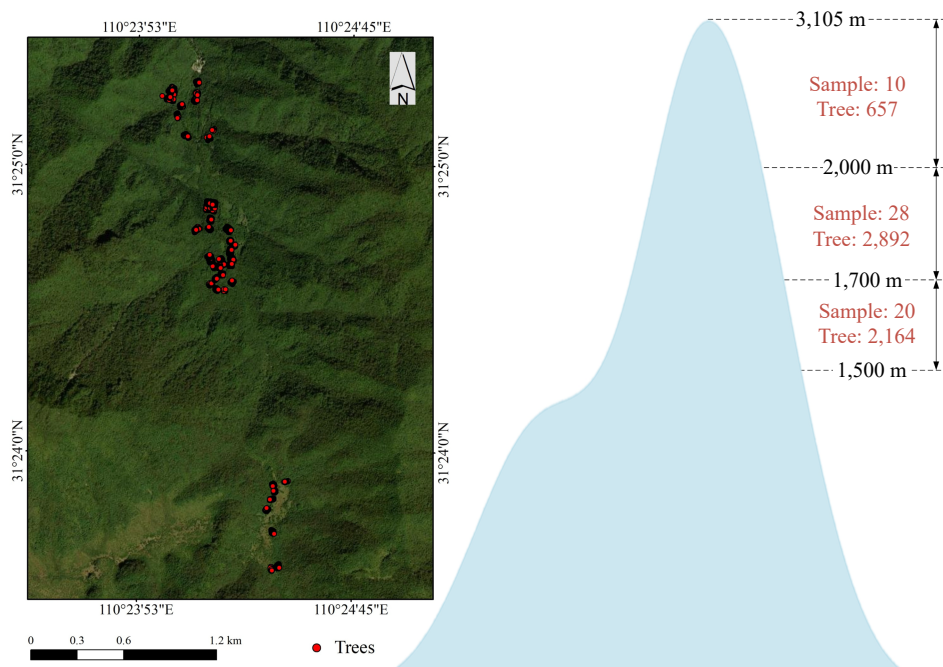 110°23'53"E
110°24'45"E
N
31°25'0"N
31°25'0"N
31°24'0"N
31°24'0"N
110°23'53"E
110°24'45"E
0
0.3
0.6
1.2 km
Trees
3,105 m
Sample: 10
Tree: 657
2,000 m
Sample: 28
Tree: 2,892
1,700 m
Sample: 20
Tree: 2,164
1,500 m